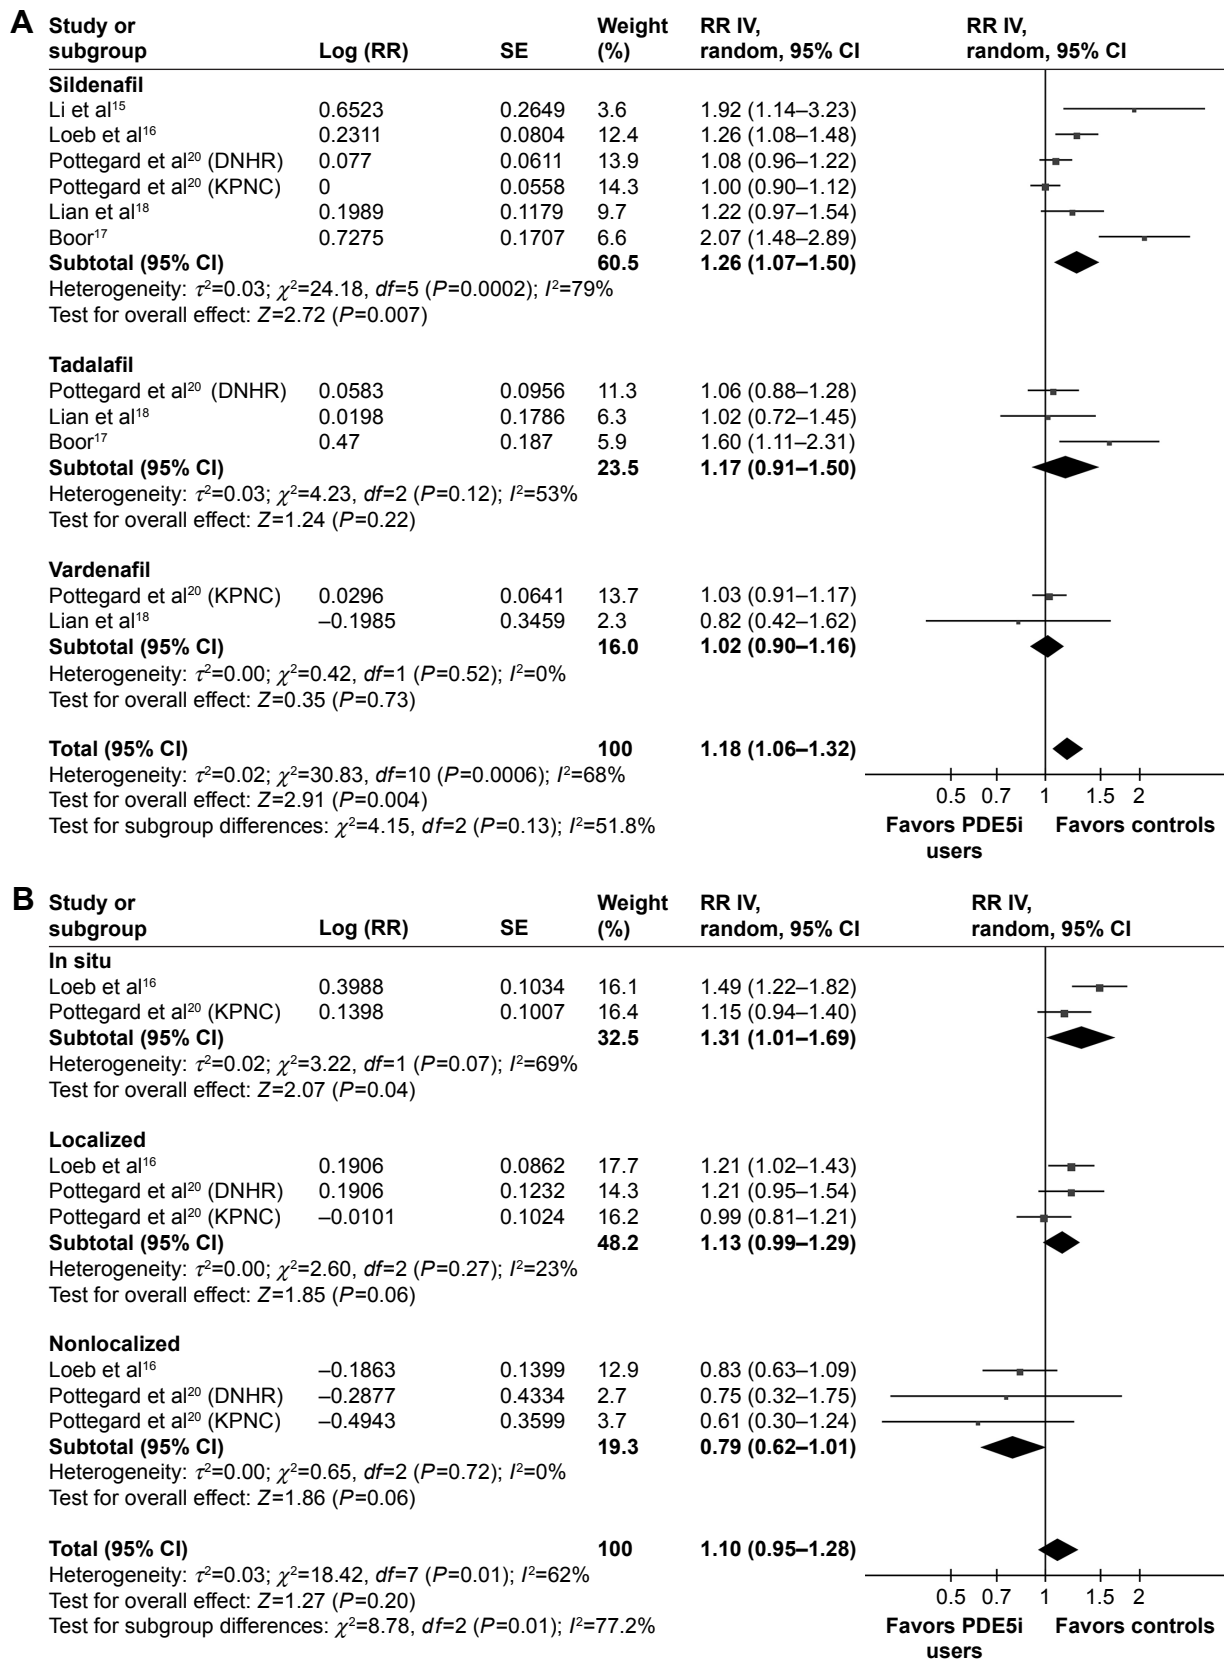 A
Study or subgroup Log (RR) SE Weight (%) RR IV, random, 95% CI RR IV, random, 95% CI
Sildenafil
Li et al15 0.6523 0.2649 3.6 1.92 (1.14–3.23)
Loeb et al16 0.2311 0.0804 12.4 1.26 (1.08–1.48)
Pottegard et al20 (DNHR) 0.077 0.0611 13.9 1.08 (0.96–1.22)
Pottegard et al20 (KPNC) 0 0.0558 14.3 1.00 (0.90–1.12)
Lian et al18 0.1989 0.1179 9.7 1.22 (0.97–1.54)
Boor17 0.7275 0.1707 6.6 2.07 (1.48–2.89)
Subtotal (95% CI) 60.5 1.26 (1.07–1.50)
Heterogeneity: τ2=0.03; χ2=24.18, df=5 (P=0.0002); I2=79%
Test for overall effect: Z=2.72 (P=0.007)
Tadalafil
Pottegard et al20 (DNHR) 0.0583 0.0956 11.3 1.06 (0.88–1.28)
Lian et al18 0.0198 0.1786 6.3 1.02 (0.72–1.45)
Boor17 0.47 0.187 5.9 1.60 (1.11–2.31)
Subtotal (95% CI) 23.5 1.17 (0.91–1.50)
Heterogeneity: τ2=0.03; χ2=4.23, df=2 (P=0.12); I2=53%
Test for overall effect: Z=1.24 (P=0.22)
Vardenafil
Pottegard et al20 (KPNC) 0.0296 0.0641 13.7 1.03 (0.91–1.17)
Lian et al18 –0.1985 0.3459 2.3 0.82 (0.42–1.62)
Subtotal (95% CI) 16.0 1.02 (0.90–1.16)
Heterogeneity: τ2=0.00; χ2=0.42, df=1 (P=0.52); I2=0%
Test for overall effect: Z=0.35 (P=0.73)
Total (95% CI) 100 1.18 (1.06–1.32)
Heterogeneity: τ2=0.02; χ2=30.83, df=10 (P=0.0006); I2=68%
Test for overall effect: Z=2.91 (P=0.004)
Test for subgroup differences: χ2=4.15, df=2 (P=0.13); I2=51.8%
0.5 0.7 1 1.5 2
Favors PDE5i users Favors controls
B
Study or subgroup Log (RR) SE Weight (%) RR IV, random, 95% CI RR IV, random, 95% CI
In situ
Loeb et al16 0.3988 0.1034 16.1 1.49 (1.22–1.82)
Pottegard et al20 (KPNC) 0.1398 0.1007 16.4 1.15 (0.94–1.40)
Subtotal (95% CI) 32.5 1.31 (1.01–1.69)
Heterogeneity: τ2=0.02; χ2=3.22, df=1 (P=0.07); I2=69%
Test for overall effect: Z=2.07 (P=0.04)
Localized
Loeb et al16 0.1906 0.0862 17.7 1.21 (1.02–1.43)
Pottegard et al20 (DNHR) 0.1906 0.1232 14.3 1.21 (0.95–1.54)
Pottegard et al20 (KPNC) –0.0101 0.1024 16.2 0.99 (0.81–1.21)
Subtotal (95% CI) 48.2 1.13 (0.99–1.29)
Heterogeneity: τ2=0.00; χ2=2.60, df=2 (P=0.27); I2=23%
Test for overall effect: Z=1.85 (P=0.06)
Nonlocalized
Loeb et al16 –0.1863 0.1399 12.9 0.83 (0.63–1.09)
Pottegard et al20 (DNHR) –0.2877 0.4334 2.7 0.75 (0.32–1.75)
Pottegard et al20 (KPNC) –0.4943 0.3599 3.7 0.61 (0.30–1.24)
Subtotal (95% CI) 19.3 0.79 (0.62–1.01)
Heterogeneity: τ2=0.00; χ2=0.65, df=2 (P=0.72); I2=0%
Test for overall effect: Z=1.86 (P=0.06)
Total (95% CI) 100 1.10 (0.95–1.28)
Heterogeneity: τ2=0.03; χ2=18.42, df=7 (P=0.01); I2=62%
Test for overall effect: Z=1.27 (P=0.20)
Test for subgroup differences: χ2=8.78, df=2 (P=0.01); I2=77.2%
0.5 0.7 1 1.5 2
Favors PDE5i users Favors controls